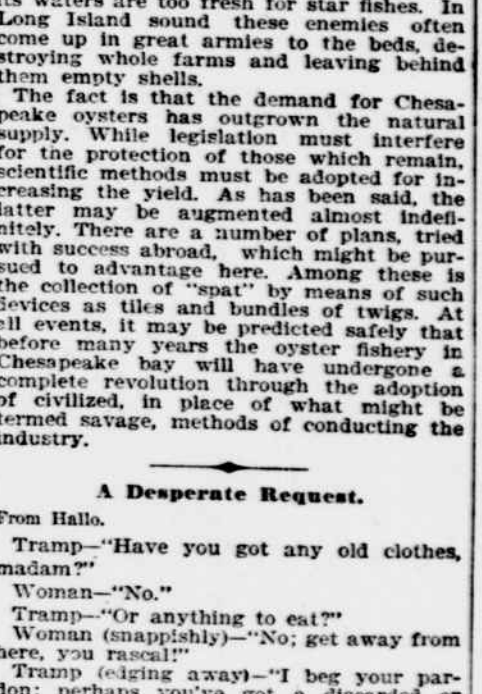 its waters are too fresh for star fishes. In
Long Island sound these enemies often
come up in great armies to the beds, de-
stroying whole farms and leaving behind
them empty shells.
The fact is that the demand for Chesa-
peake oysters has outgrown the natural
supply. While legislation must interfere
for the protection of those which remain,
scientific methods must be adopted for in-
creasing the yield. As has been said, the
latter may be augmented almost indefi-
nitely. There are a number of plans, tried
with success abroad, which might be pur-
sued to advantage here. Among these is
the collection of "spat" by means of such
devices as tiles and bundles of twigs. At
all events, it may be predicted safely that
before many years the oyster fishery in
Chesapeake bay will have undergone a
complete revolution through the adoption
of civilized, in place of what might be
termed savage, methods of conducting the
industry.
A Desperate Request.
From Hallo.
Tramp—"Have you got any old clothes,
madam?"
Woman—"No."
Tramp—"Or anything to eat?"
Woman (snappishly)—"No; get away from
here, you rascal!"
Tramp (edging away)—"I beg your par-
don; perhaps you've got a